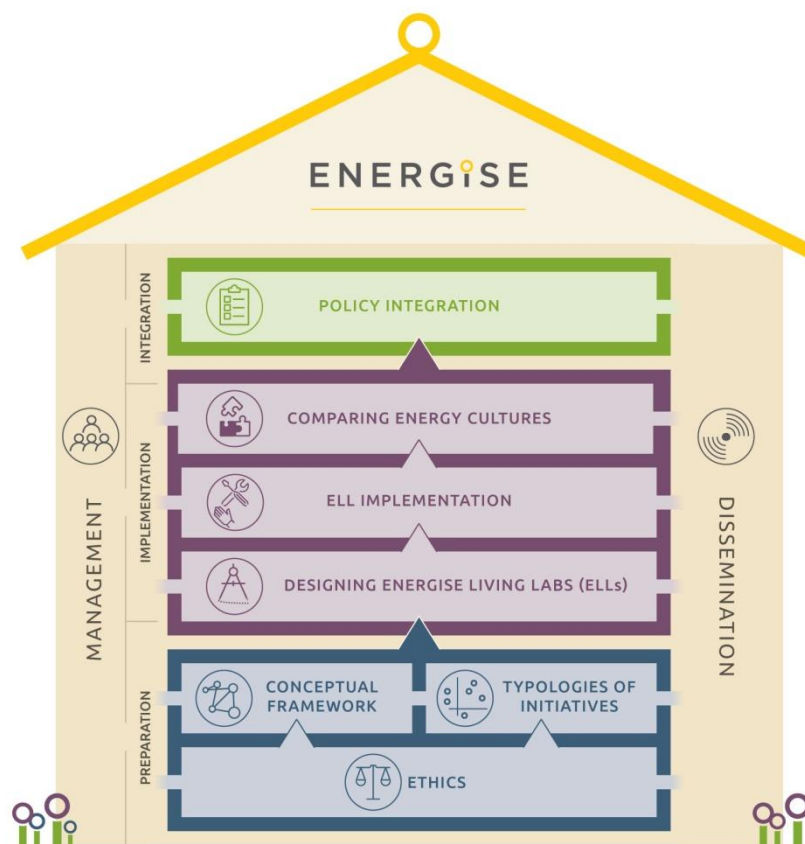 ENERGiSE
INTEGRATION
POLICY INTEGRATION
MANAGEMENT
IMPLEMENTATION
COMPARING ENERGY CULTURES
ELL IMPLEMENTATION
DESIGNING ENERGISE LIVING LABS (ELLs)
DISSEMINATION
PREPARATION
CONCEPTUAL
FRAMEWORK
TYPOLOGIES OF
INITIATIVES
ETHICS